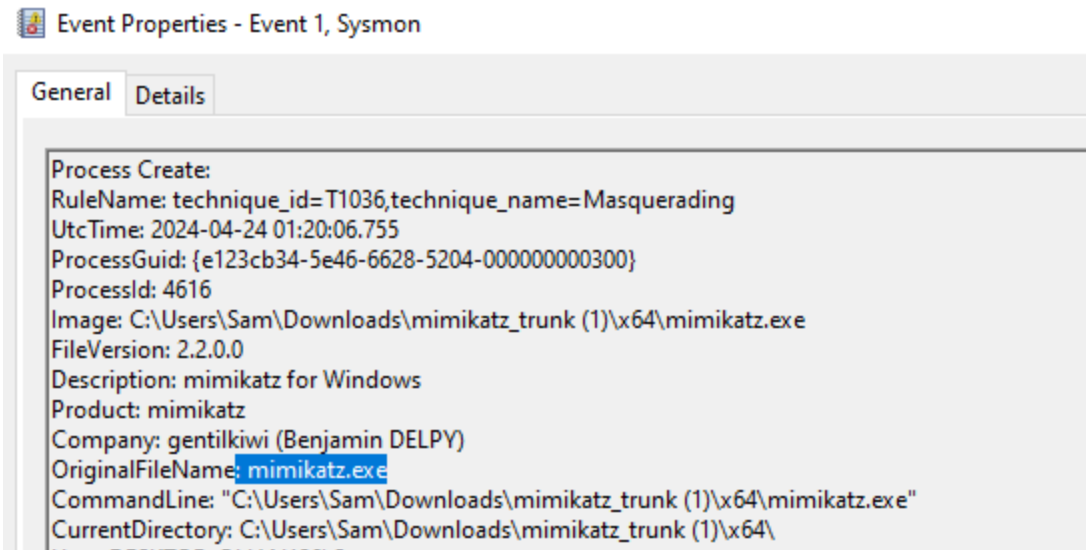 Event Properties - Event 1, Sysmon
General Details
Process Create:
RuleName: technique_id=T1036,technique_name=Masquerading
UtcTime: 2024-04-24 01:20:06.755
ProcessGuid: {e123cb34-5e46-6628-5204-000000000300}
ProcessId: 4616
Image: C:\Users\Sam\Downloads\mimikatz_trunk (1)\x64\mimikatz.exe
FileVersion: 2.2.0.0
Description: mimikatz for Windows
Product: mimikatz
Company: gentilkiwi (Benjamin DELPY)
OriginalFileName: mimikatz.exe
CommandLine: "C:\Users\Sam\Downloads\mimikatz_trunk (1)\x64\mimikatz.exe"
CurrentDirectory: C:\Users\Sam\Downloads\mimikatz_trunk (1)\x64\